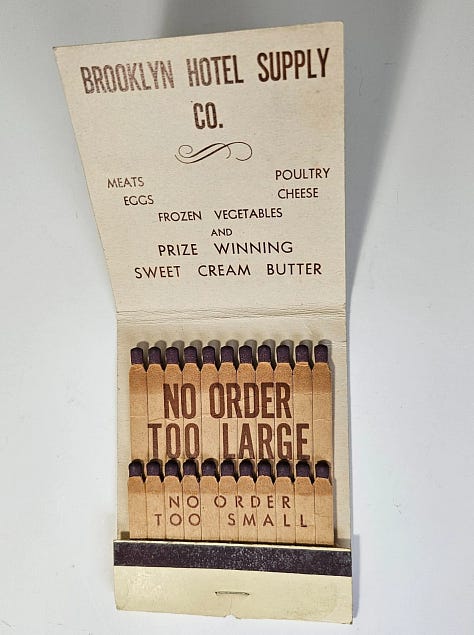 BROOKLYN HOTEL SUPPLY
CO.
MEATS POULTRY
EGGS CHEESE
FROZEN VEGETABLES
AND
PRIZE WINNING
SWEET CREAM BUTTER
NO ORDER
TOO LARGE
NO ORDER
TOO SMALL